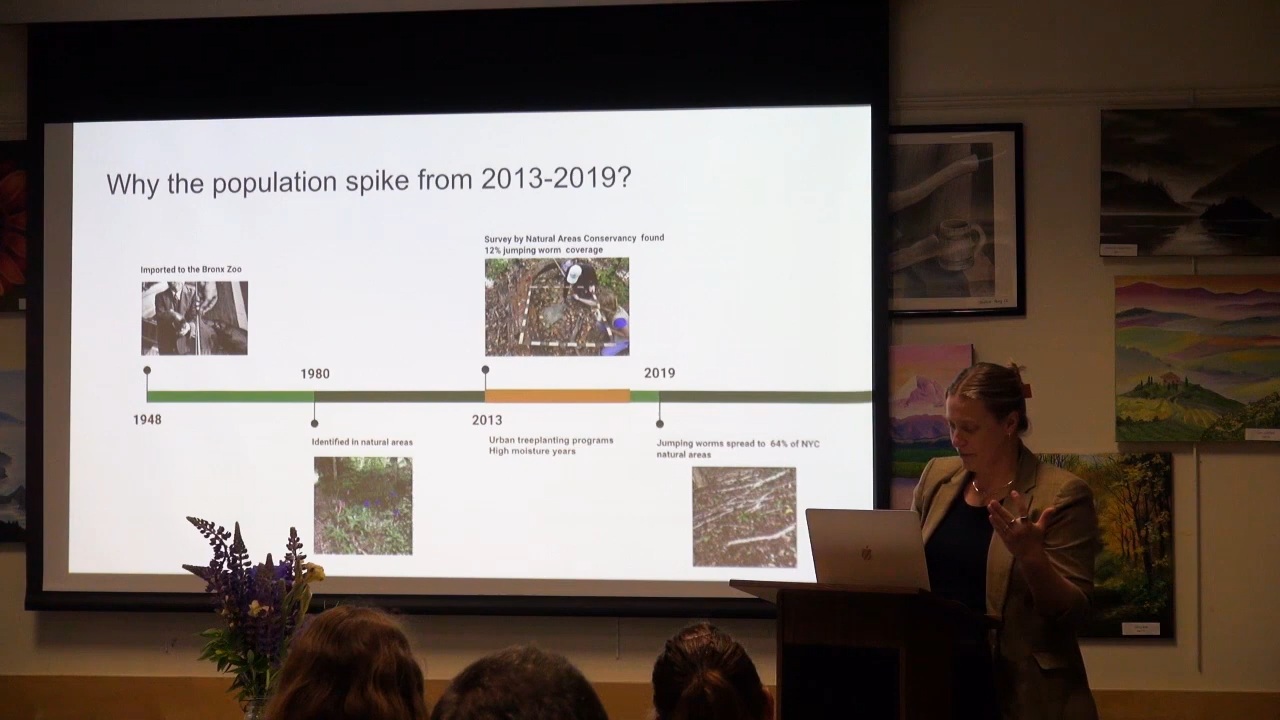 Why the population spike from 2013-2019?
Survey by Natural Areas Conservancy found
12% jumping worm coverage
Imported to the Bronx Zoo
1980
2019
1948
2013
Identified in natural areas
Urban treeplanting programs
High moisture years
Jumping worms spread to 64% of NYC
natural areas